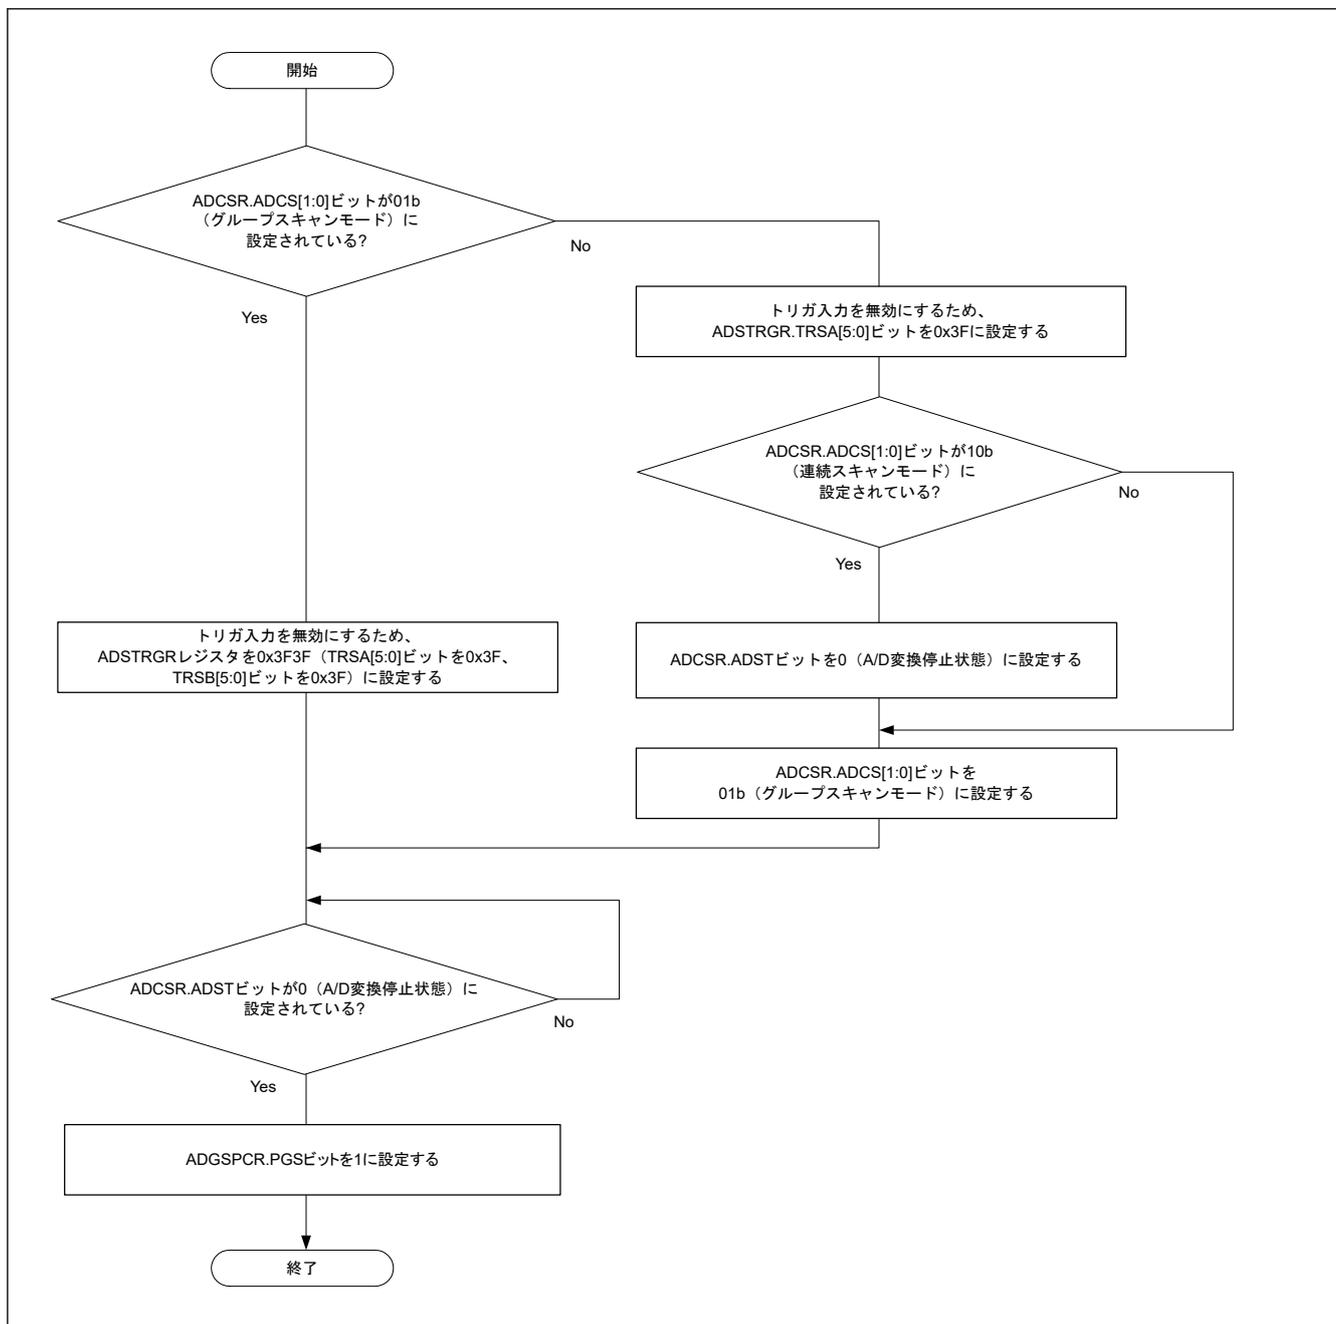 開始
ADCSR.ADCS[1:0]ビットが01b
（グループスキャンモード）に
設定されている?
No
Yes
トリガ入力を無効にするため、
ADSTRGR.TRSA[5:0]ビットを0x3Fに設定する
ADCSR.ADCS[1:0]ビットが10b
（連続スキャンモード）に
設定されている?
No
Yes
トリガ入力を無効にするため、
ADSTRGRレジスタを0x3F3F（TRSA[5:0]ビットを0x3F、
TRSB[5:0]ビットを0x3F）に設定する
ADCSR.ADSTビットを0（A/D変換停止状態）に設定する
ADCSR.ADCS[1:0]ビットを
01b（グループスキャンモード）に設定する
ADCSR.ADSTビットが0（A/D変換停止状態）に
設定されている?
No
Yes
ADGSPCR.PGSビットを1に設定する
終了